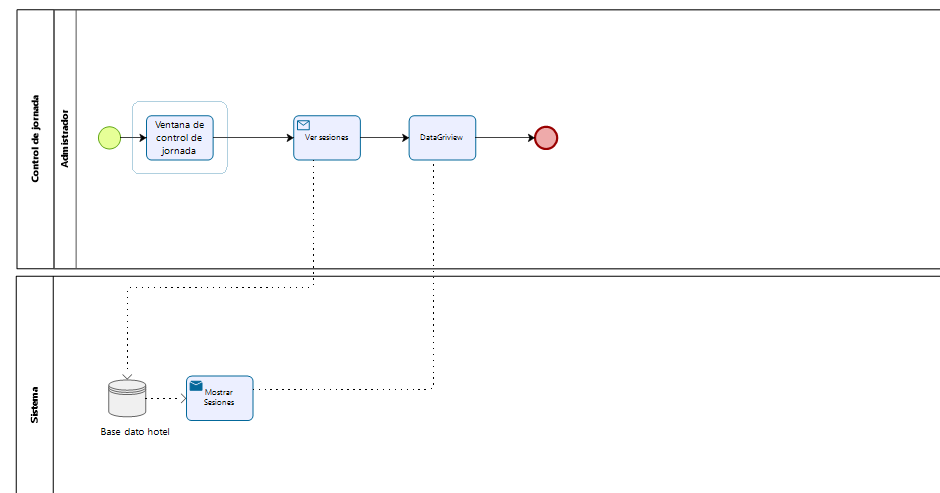 Control de jornada
Admistrador
Ventana de
control de
jornada
Ver sesiones
DataGriview
Sistema
Base dato hotel
Mostrar
Sesiones